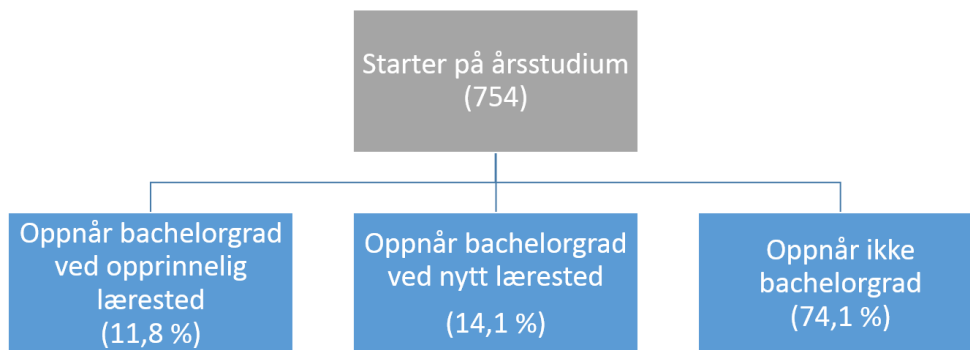 Starter på årsstudium
(754)
Oppnår bachelorgrad
ved opprinnelig
lærested
(11,8 %)
Oppnår bachelorgrad
ved nytt lærested
(14,1 %)
Oppnår ikke
bachelorgrad
(74,1 %)